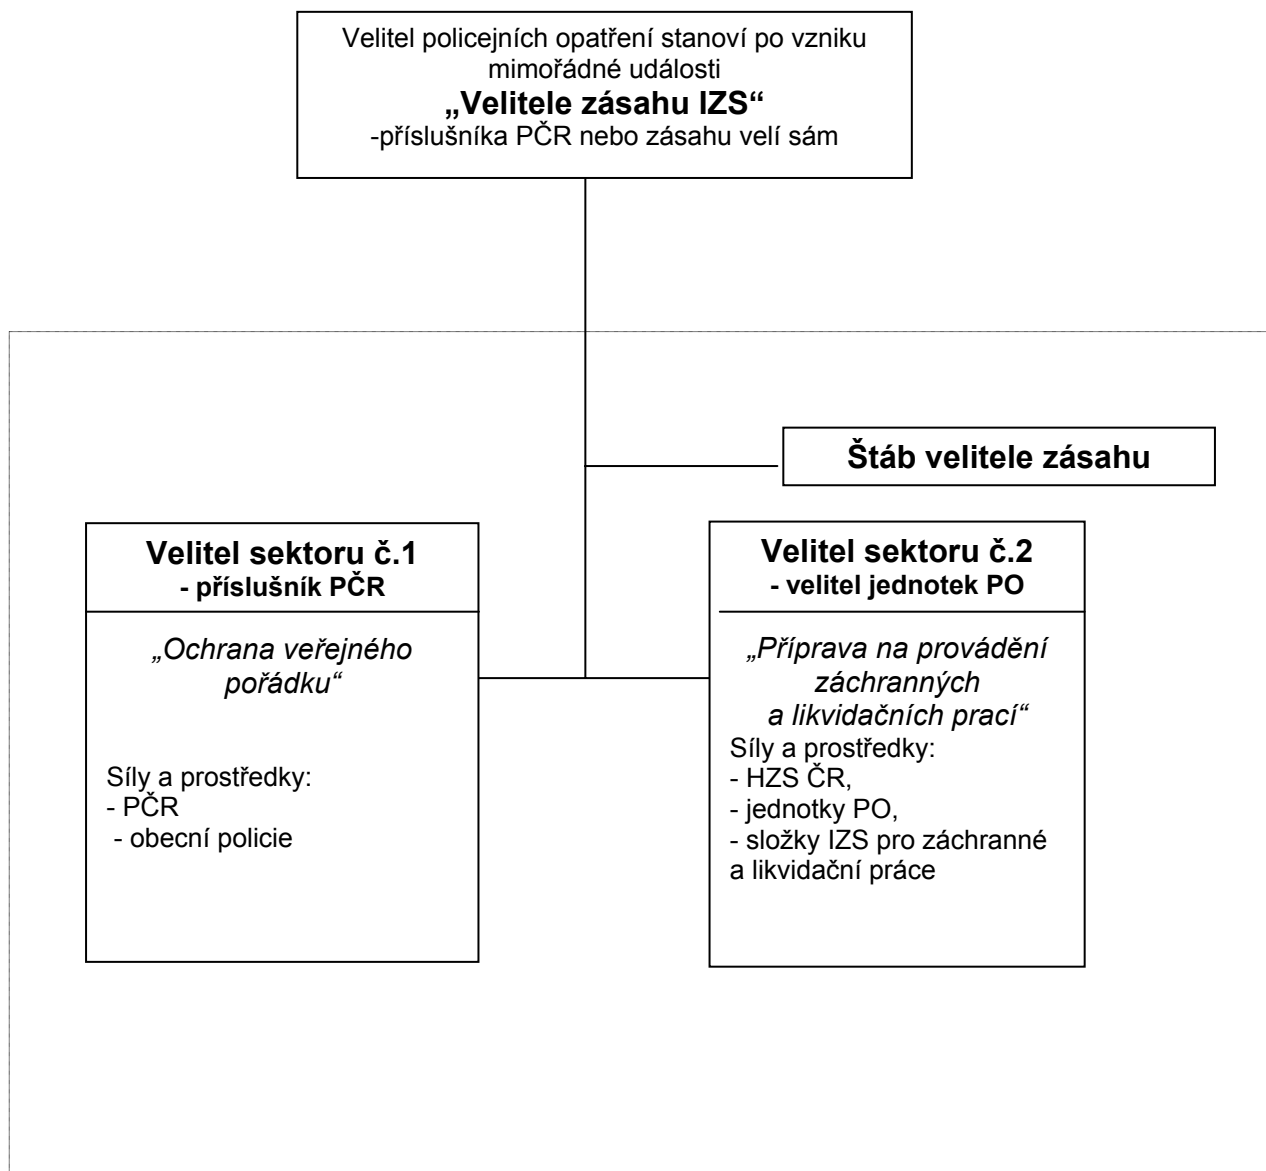 Velitel policejních opatření stanoví po vzniku
mimořádné události
„Velitele zásahu IZS“
-příslušníka PČR nebo zásahu velí sám
Štáb velitele zásahu
Velitel sektoru č.1
- příslušník PČR
„Ochrana veřejného
pořádku“
Síly a prostředky:
- PČR
- obecní policie
Velitel sektoru č.2
- velitel jednotek PO
„Příprava na provádění
záchranných
a likvidačních prací“
Síly a prostředky:
- HZS ČR,
- jednotky PO,
- složky IZS pro záchranné
a likvidační práce